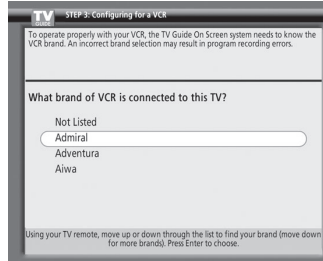 TV GUIDE STEP 3: Configuring for a VCR
To operate properly with your VCR, the TV Guide On Screen system needs to know the
VCR brand. An incorrect brand selection may result in program recording errors.
What brand of VCR is connected to this TV?
Not Listed
Admiral
Adventura
Aiwa
Using your TV remote, move up or down through the list to find your brand (move down
for more brands). Press Enter to choose.